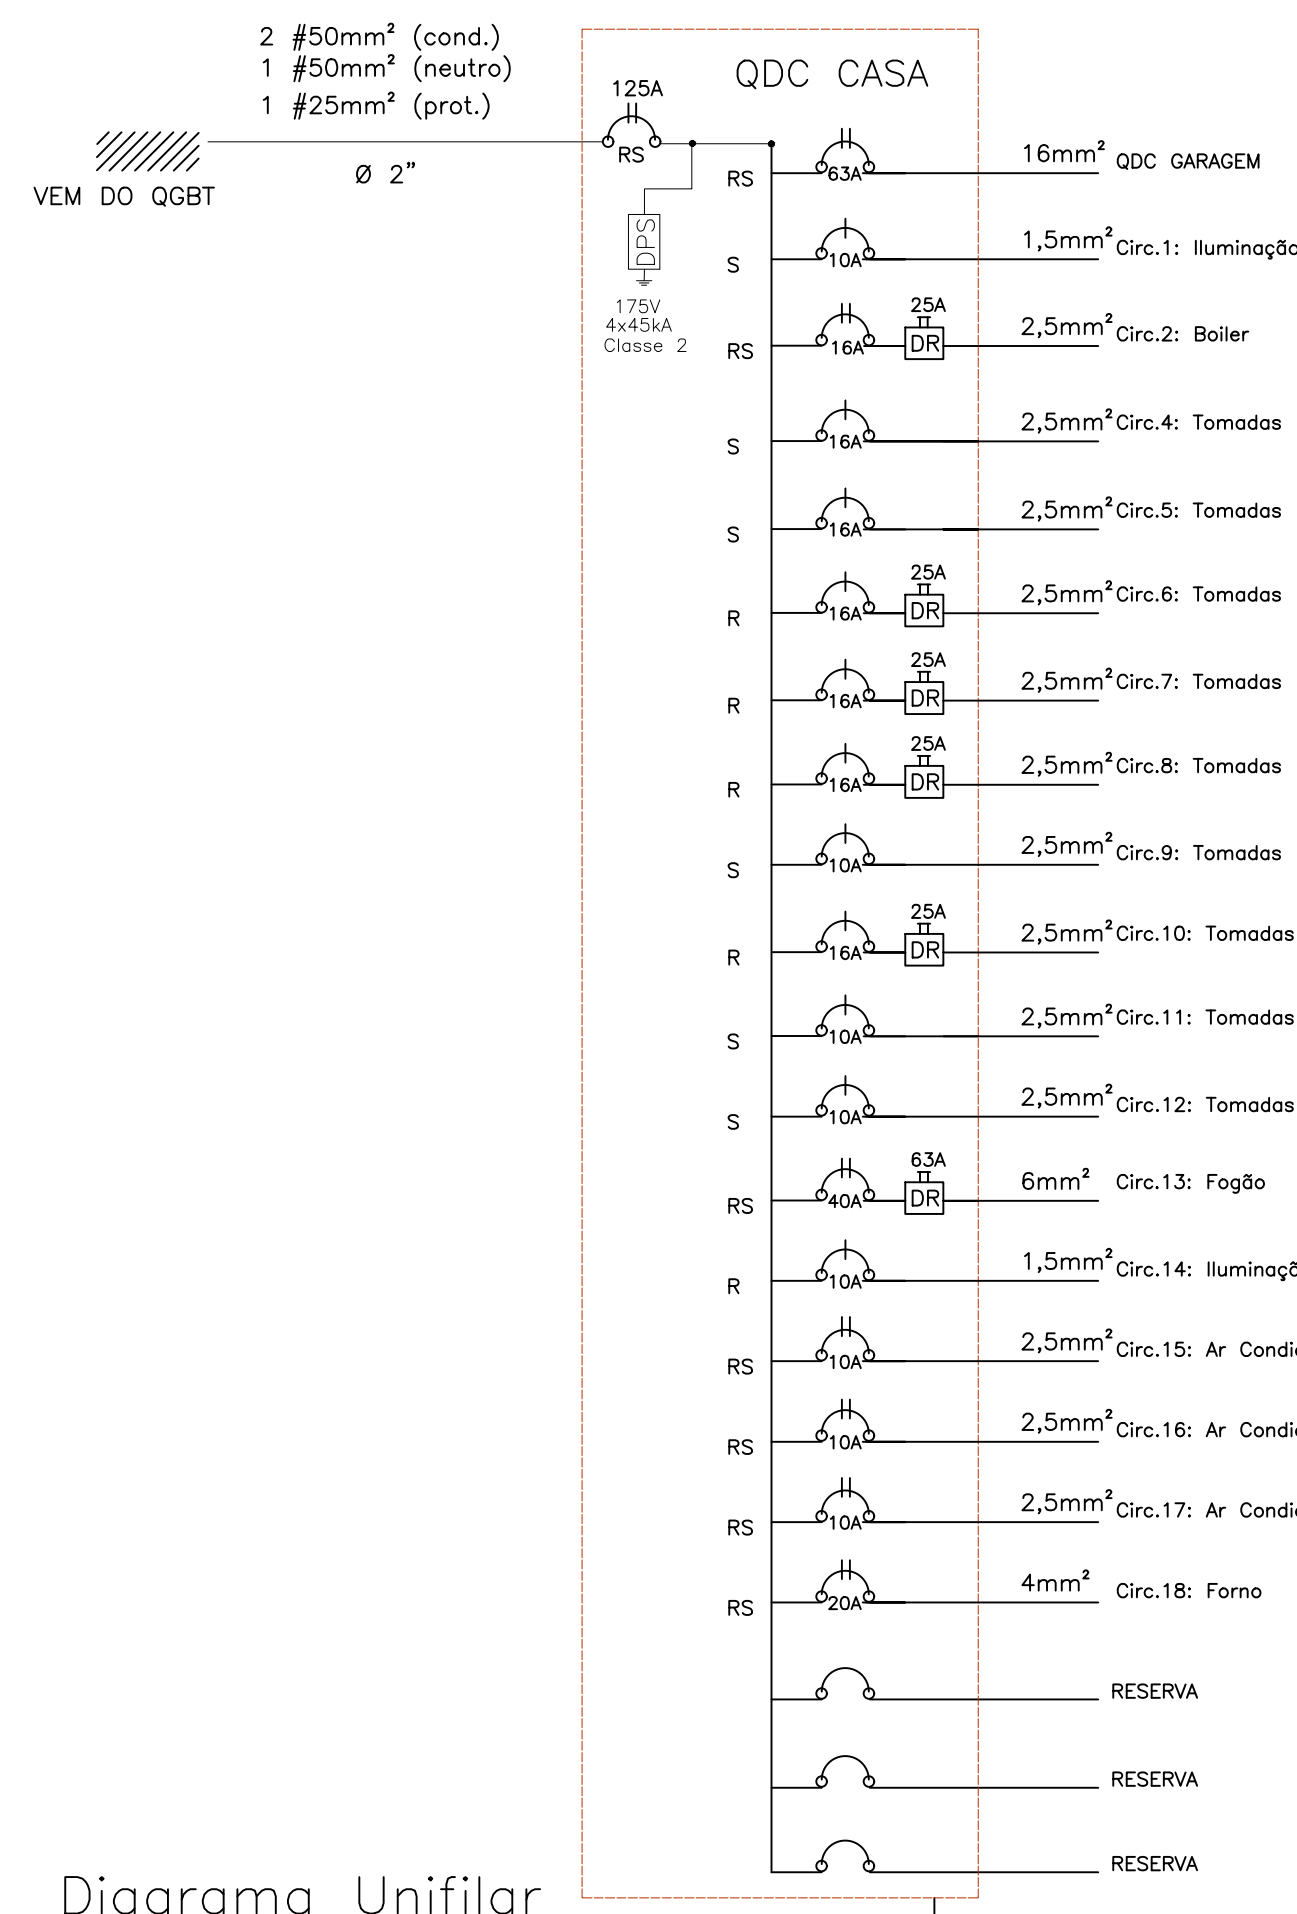 2 #50mm² (cond.)
1 #50mm² (neutro)
1 #25mm² (prot.)
VEM DO QGBT
Ø 2”
QDC CASA
125A
RS
DPS
175V
4x45kA
Classe 2
RS 63A 16mm² QDC GARAGEM
S 10A 1,5mm² Circ.1: Iluminação
RS 16A 25A DR 2,5mm² Circ.2: Boiler
S 16A 2,5mm² Circ.4: Tomadas
S 16A 2,5mm² Circ.5: Tomadas
R 16A 25A DR 2,5mm² Circ.6: Tomadas
R 16A 25A DR 2,5mm² Circ.7: Tomadas
R 16A 25A DR 2,5mm² Circ.8: Tomadas
S 10A 2,5mm² Circ.9: Tomadas
R 16A 25A DR 2,5mm² Circ.10: Tomadas
S 10A 2,5mm² Circ.11: Tomadas
S 10A 2,5mm² Circ.12: Tomadas
RS 40A 63A DR 6mm² Circ.13: Fogão
R 10A 1,5mm² Circ.14:
RS 10A 2,5mm² Circ.15: Ar
RS 10A 2,5mm² Circ.16: Ar
RS 10A 2,5mm² Circ.17: Ar
RS 20A 4mm² Circ.18: Forno
RESERVA
RESERVA
RESERVA
Diagrama Unifilar